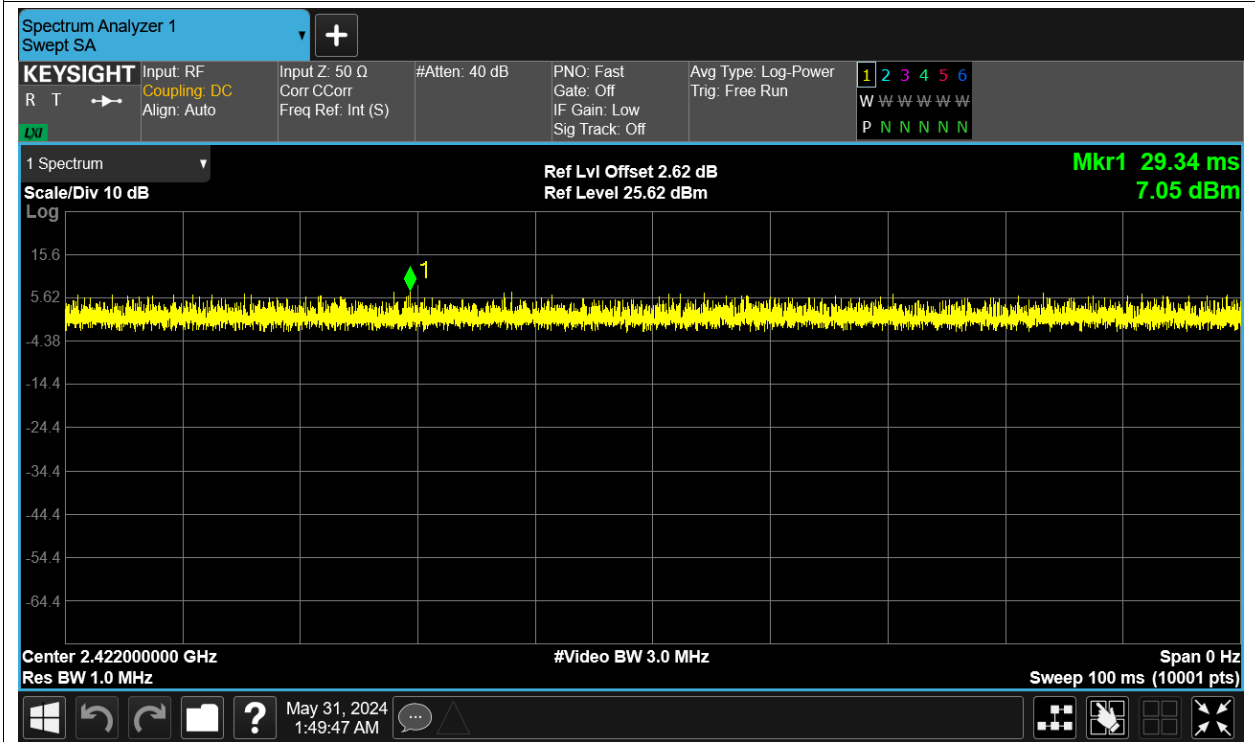 Spectrum Analyzer 1
Swept SA
+
KEYSIGHT
R T
LXI
Input: RF
Coupling: DC
Align: Auto
Input Z: 50 Ω
Corr CCorr
Freq Ref: Int (S)
#Atten: 40 dB
PNO: Fast
Gate: Off
IF Gain: Low
Sig Track: Off
Avg Type: Log-Power
Trig: Free Run
1 2 3 4 5 6
W W W W W W
P N N N N N
1 Spectrum
Scale/Div 10 dB
Log
Ref Lvl Offset 2.62 dB
Ref Level 25.62 dBm
Mkr1 29.34 ms
7.05 dBm
15.6
1
5.62
-4.38
-14.4
-24.4
-34.4
-44.4
-54.4
-64.4
Center 2.422000000 GHz
Res BW 1.0 MHz
#Video BW 3.0 MHz
Span 0 Hz
Sweep 100 ms (10001 pts)
?
May 31, 2024
1:49:47 AM